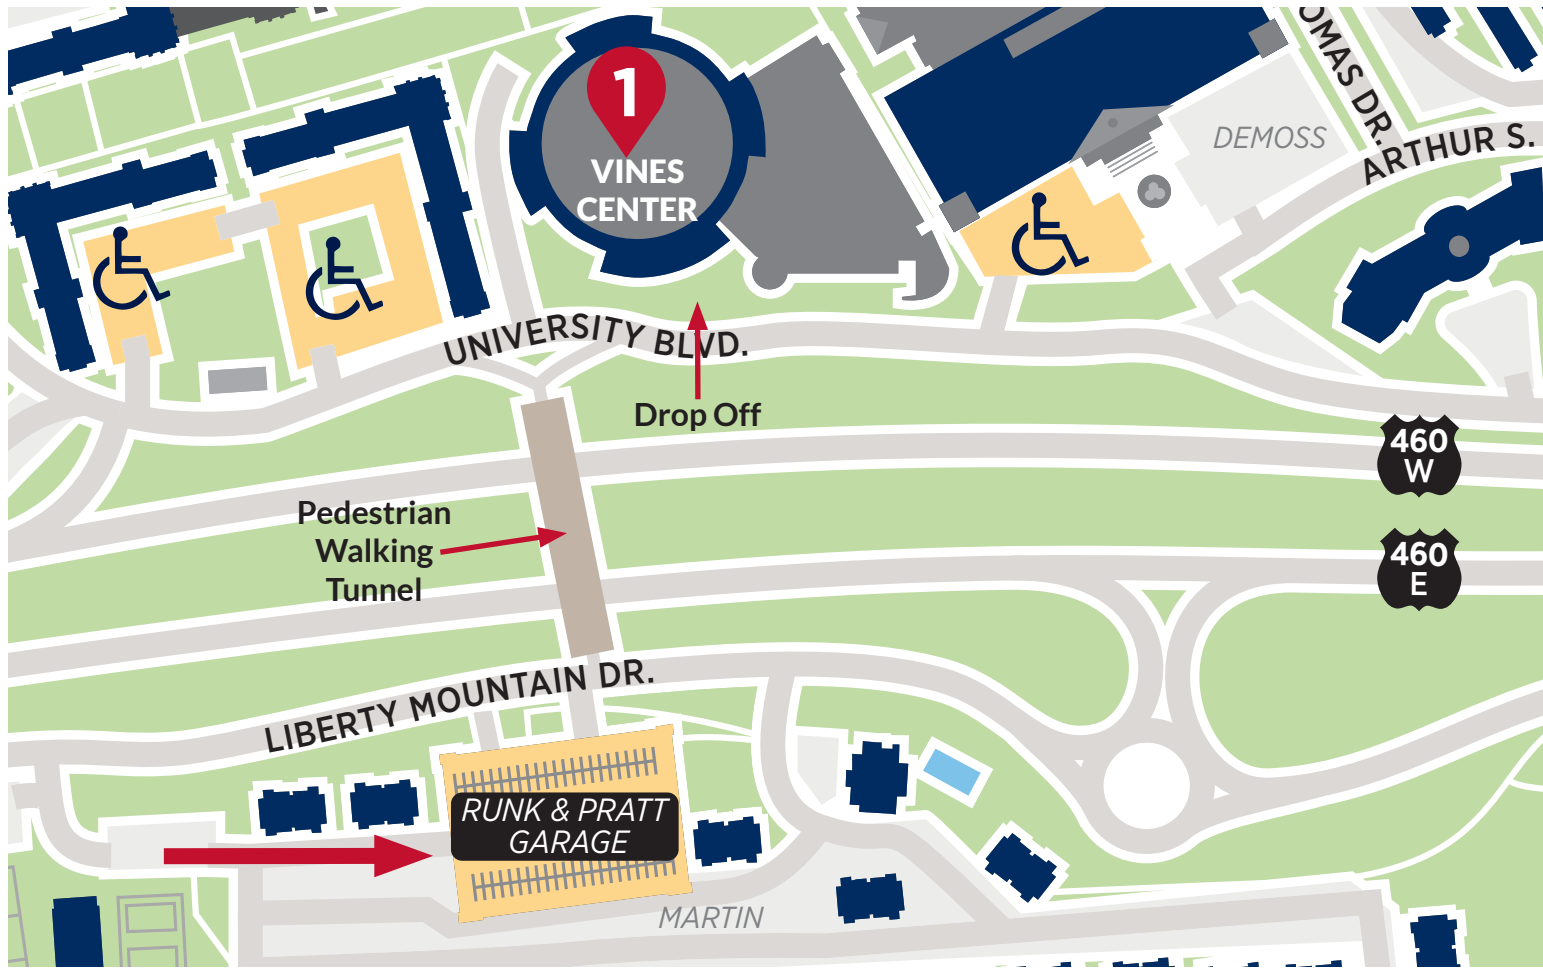 OMAS DR.
ARTHUR S.
DEMOSS
1
VINES
CENTER
UNIVERSITY BLVD.
Drop Off
460
W
Pedestrian
Walking
Tunnel
460
E
LIBERTY MOUNTAIN DR.
RUNK & PRATT
GARAGE
MARTIN